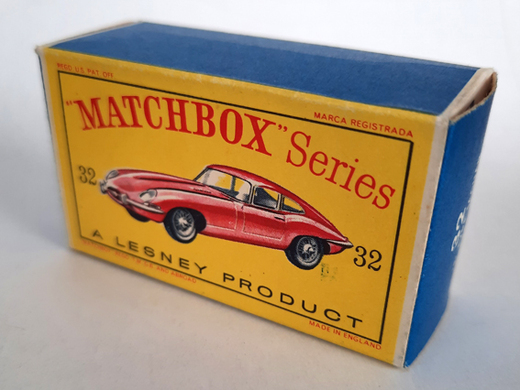 REGD. U.S. PAT. OFF.
MARCA REGISTRADA
"MATCHBOX" Series
32
32
A LESNEY PRODUCT
MADE IN ENGLAND